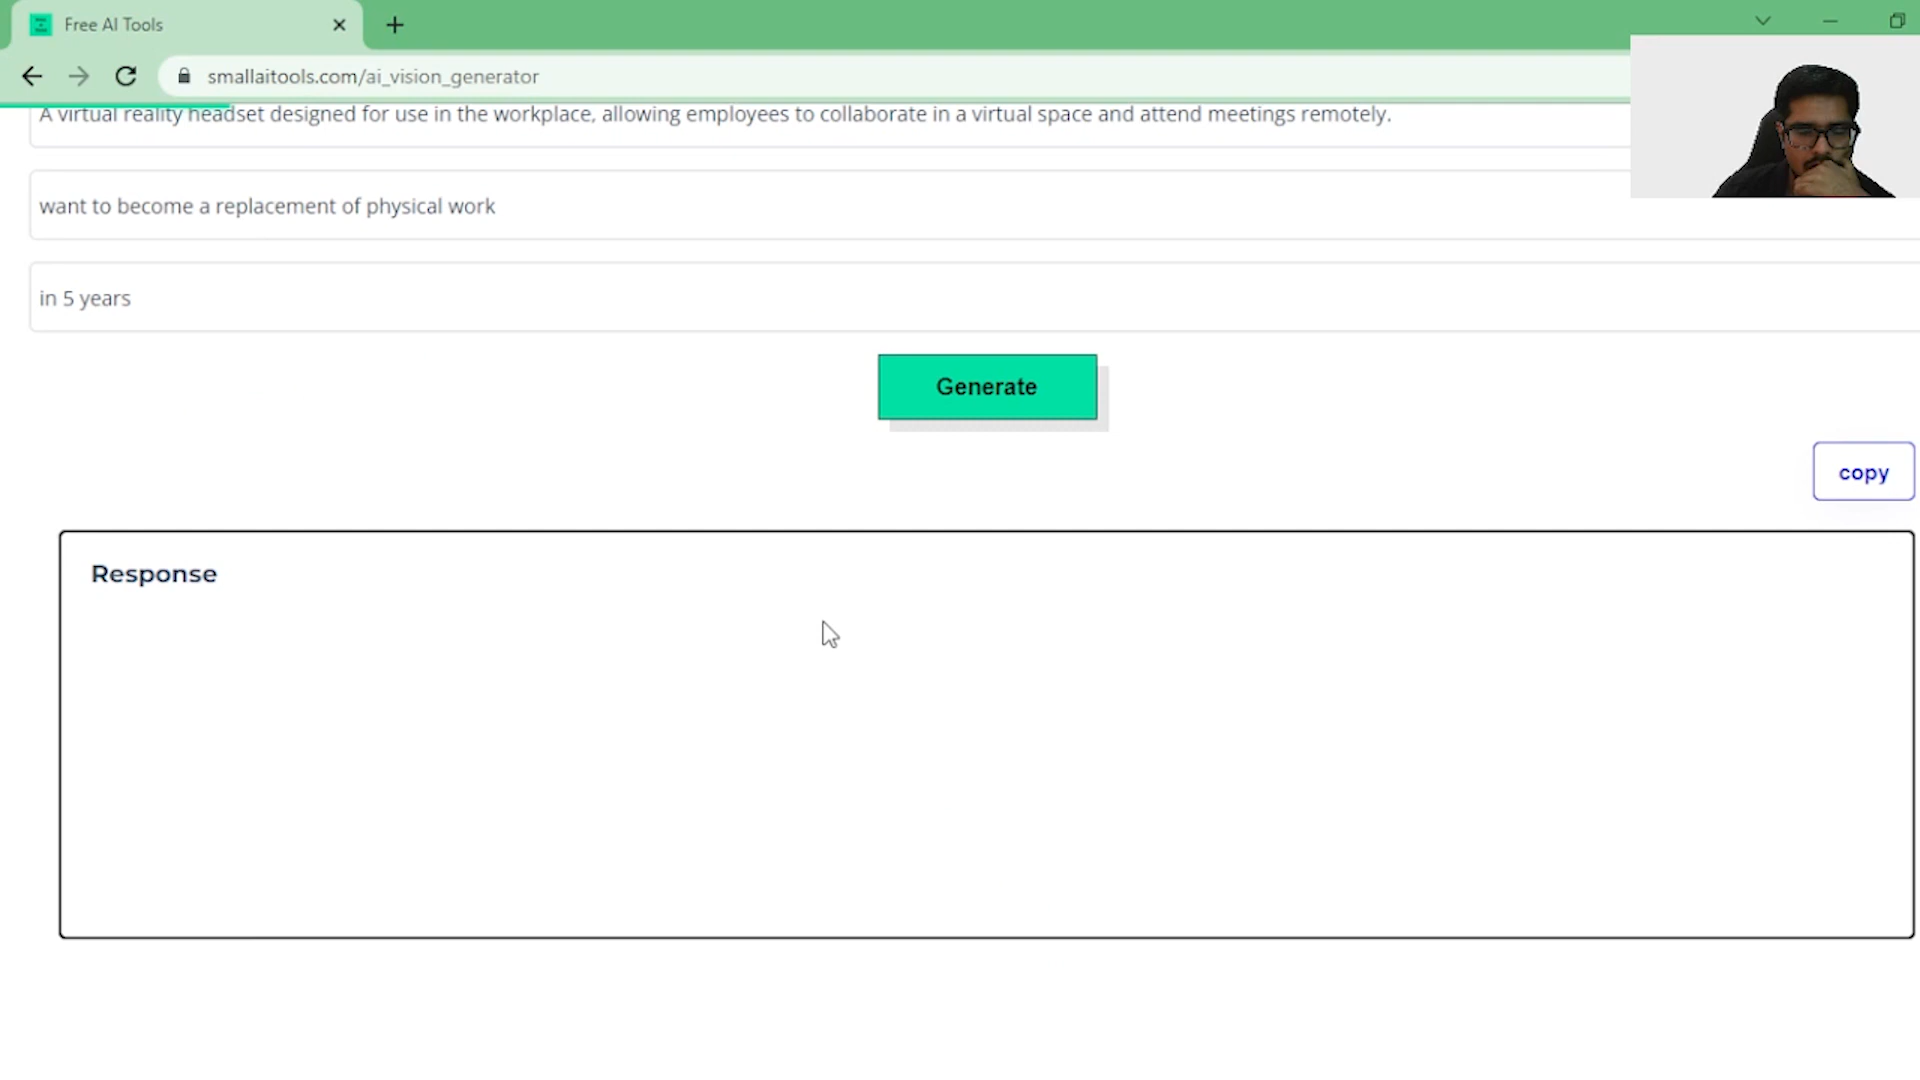 Free AI Tools
smallaitools.com/ai_vision_generator
A virtual reality headset designed for use in the workplace, allowing employees to collaborate in a virtual space and attend meetings remotely.
want to become a replacement of physical work
in 5 years
Generate
copy
Response